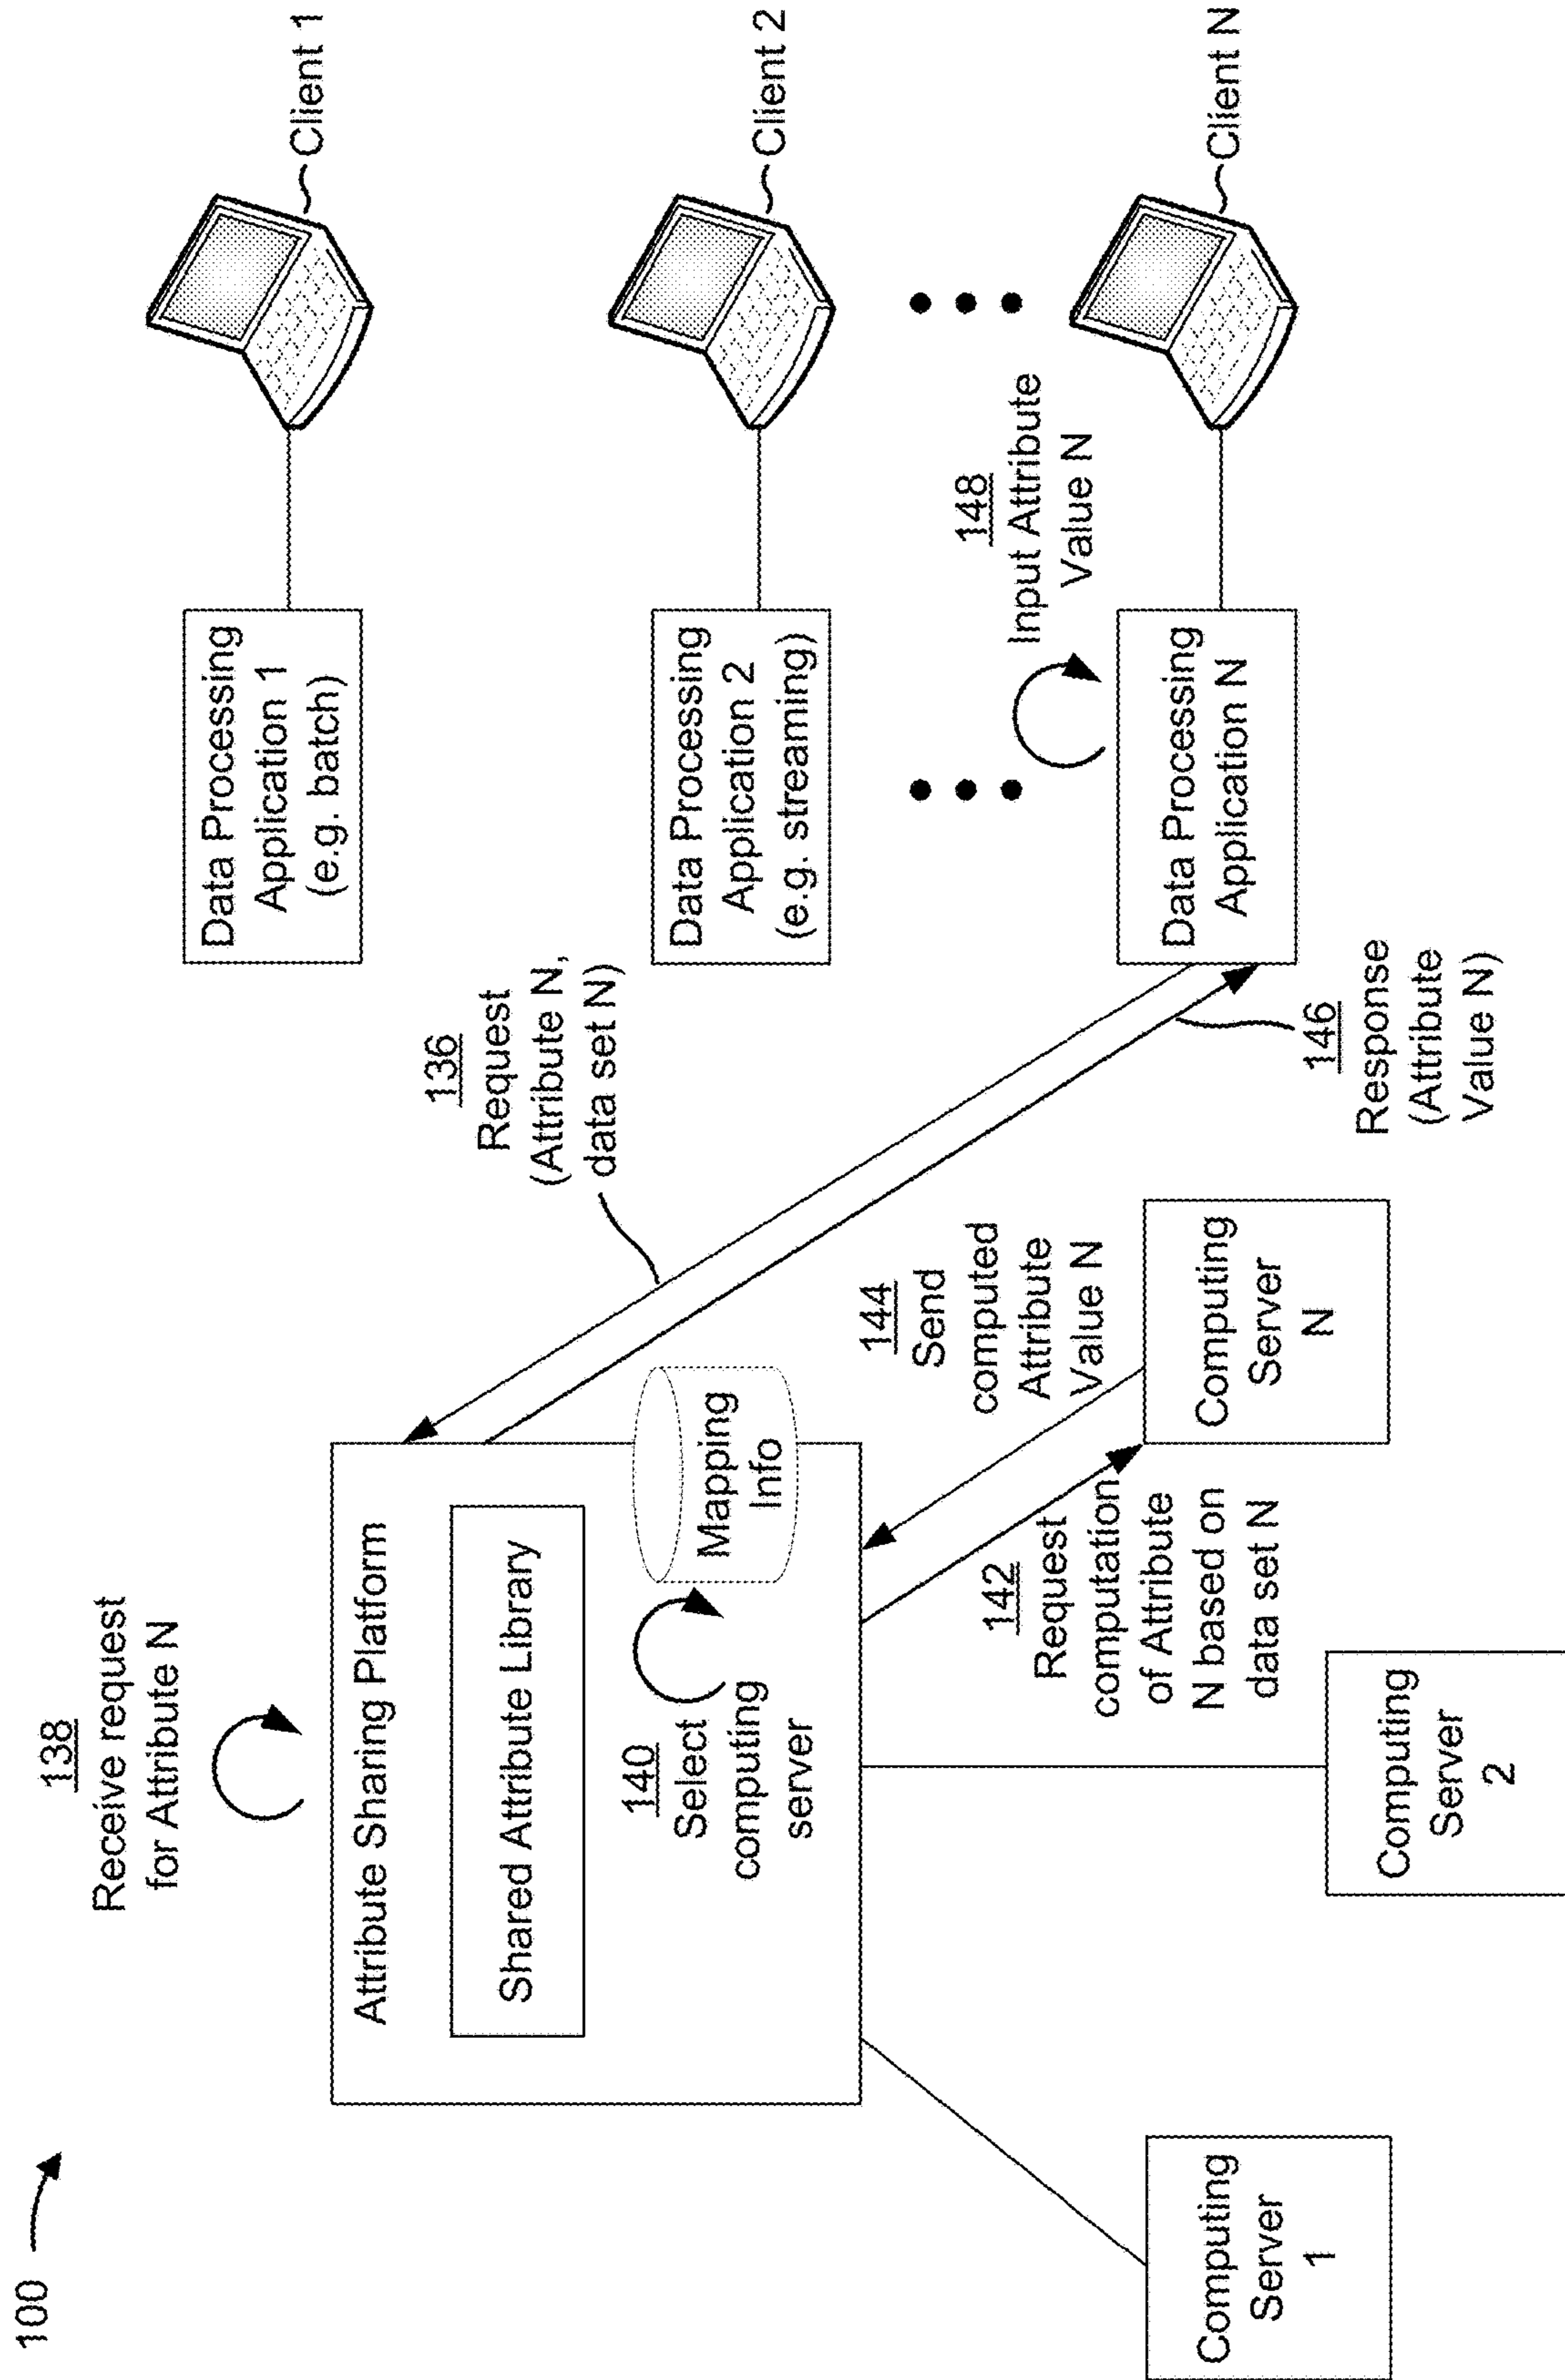 100
138
Receive request
for Attribute N
Attribute Sharing Platform
Shared Attribute Library
140
Select
computing
server
Mapping
Info
136
Request
(Attribute N,
data set N)
146
Response
(Attribute
Value N)
144
Send
computed
Attribute
Value N
142
Request
computation
of Attribute
N based on
data set N
Computing
Server
1
Computing
Server
2
Computing
Server
N
Data Processing
Application 1
(e.g. batch)
Client 1
Data Processing
Application 2
(e.g. streaming)
Client 2
148
Input Attribute
Value N
Data Processing
Application N
Client N